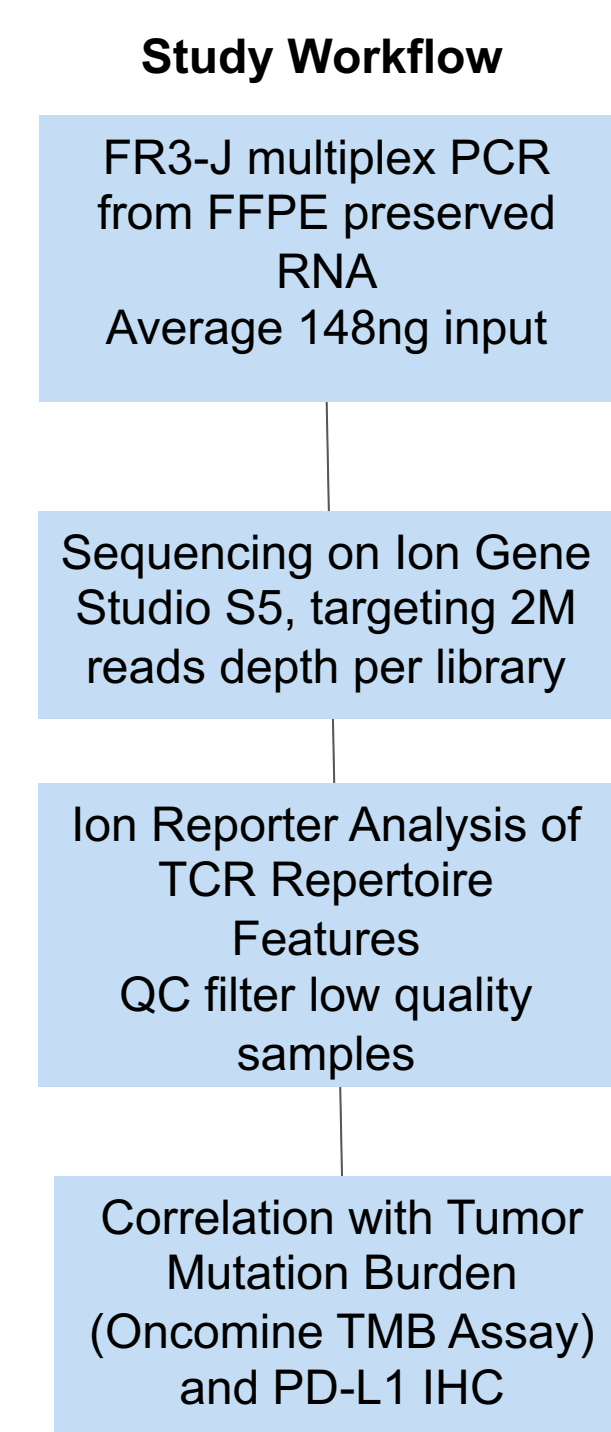 Study Workflow
FR3-J multiplex PCR
from FFPE preserved
RNA
Average 148ng input
Sequencing on Ion Gene
Studio S5, targeting 2M
reads depth per library
Ion Reporter Analysis of
TCR Repertoire
Features
QC filter low quality
samples
Correlation with Tumor
Mutation Burden
(Oncomine TMB Assay)
and PD-L1 IHC